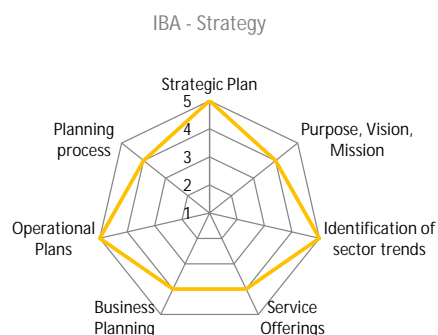 IBA - Strategy
Strategic Plan
5
Planning
process
4
Purpose, Vision,
Mission
3
2
1
Operational
Plans
Identification of
sector trends
Business
Planning
Service
Offerings